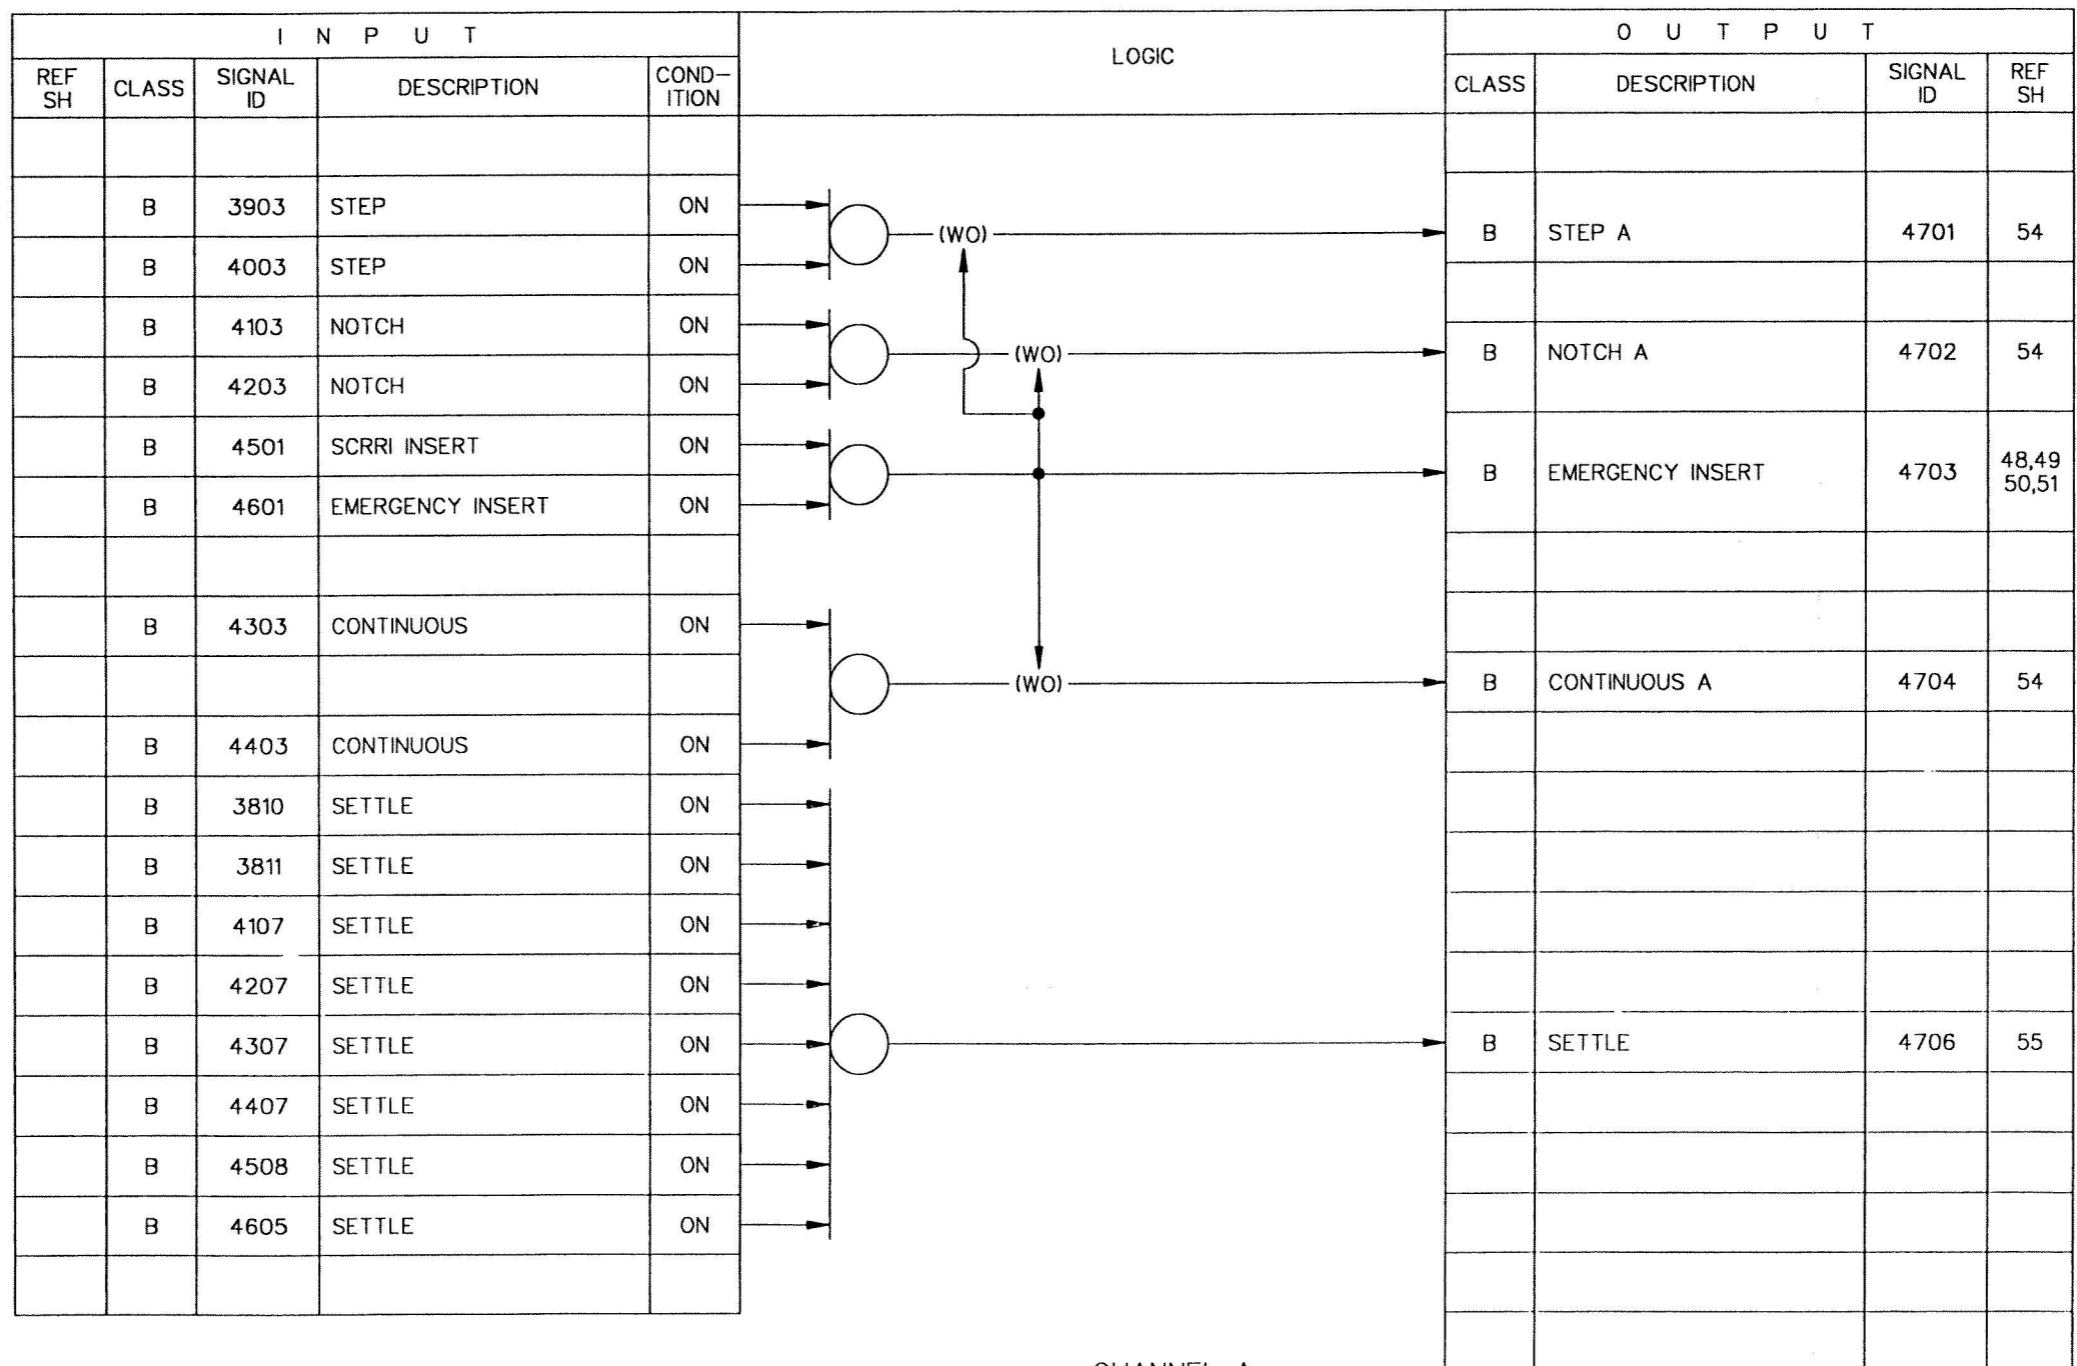 I N P U T
LOGIC
O U T P U T
REF SH CLASS SIGNAL ID DESCRIPTION COND-ITION
CLASS DESCRIPTION SIGNAL ID REF SH
B 3903 STEP ON
(WO)
B STEP A 4701 54
B 4003 STEP ON
B 4103 NOTCH ON
(WO)
B NOTCH A 4702 54
B 4203 NOTCH ON
B 4501 SCRRI INSERT ON
B EMERGENCY INSERT 4703 48,49 50,51
B 4601 EMERGENCY INSERT ON
B 4303 CONTINUOUS ON
(WO)
B CONTINUOUS A 4704 54
B 4403 CONTINUOUS ON
B 3810 SETTLE ON
B 3811 SETTLE ON
B 4107 SETTLE ON
B 4207 SETTLE ON
B 4307 SETTLE ON
B SETTLE 4706 55
B 4407 SETTLE ON
B 4508 SETTLE ON
B 4605 SETTLE ON
CHANNEL A